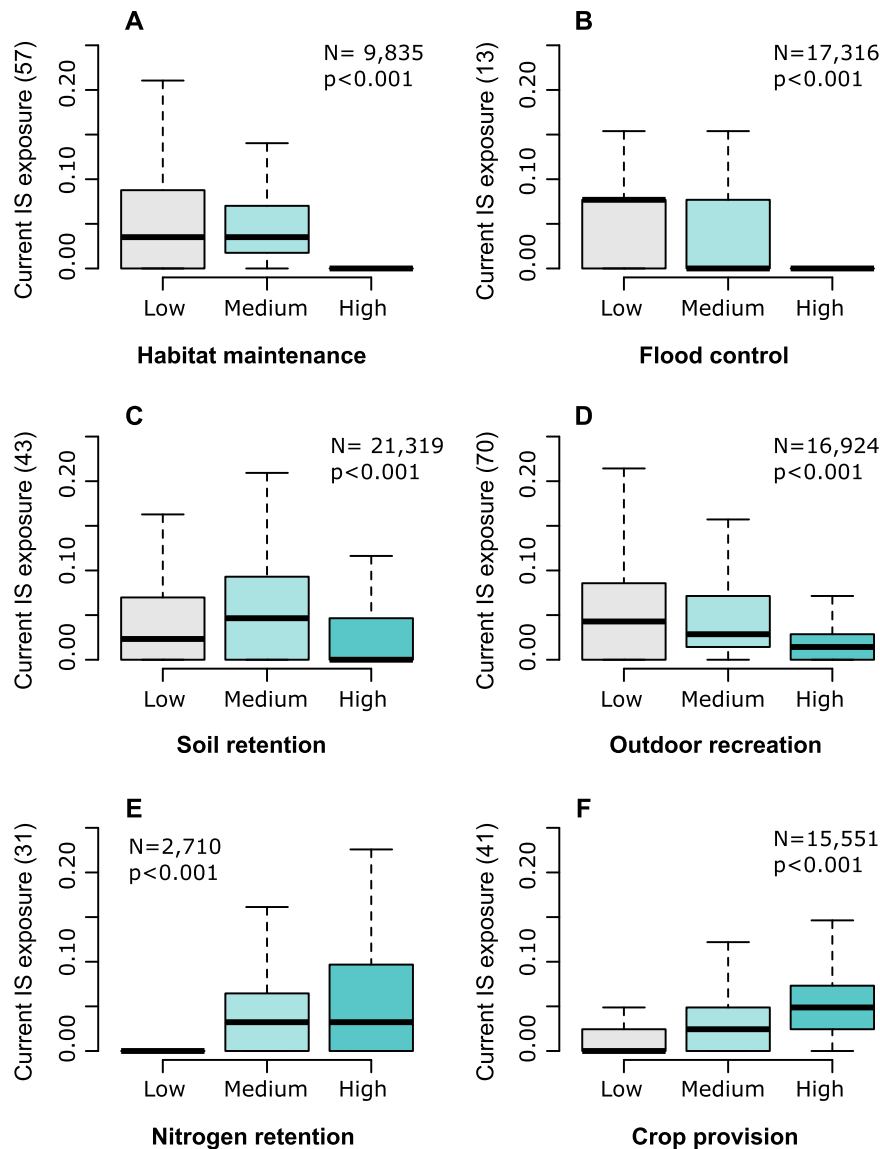 A
N= 9,835
p<0.001
Current IS exposure (57)
0.20
0.10
0.00
Low Medium High
Habitat maintenance
B
N=17,316
p<0.001
Current IS exposure (13)
0.20
0.10
0.00
Low Medium High
Flood control
C
N= 21,319
p<0.001
Current IS exposure (43)
0.20
0.10
0.00
Low Medium High
Soil retention
D
N=16,924
p<0.001
Current IS exposure (70)
0.20
0.10
0.00
Low Medium High
Outdoor recreation
E
N=2,710
p<0.001
Current IS exposure (31)
0.20
0.10
0.00
Low Medium High
Nitrogen retention
F
N=15,551
p<0.001
Current IS exposure (41)
0.20
0.10
0.00
Low Medium High
Crop provision